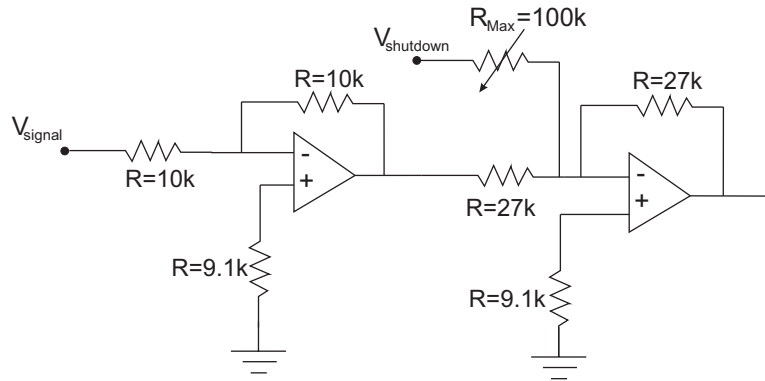 R_Max=100k
V_shutdown
R=10k
R=27k
V_signal
-
+
-
+
R=10k
R=27k
R=9.1k
R=9.1k